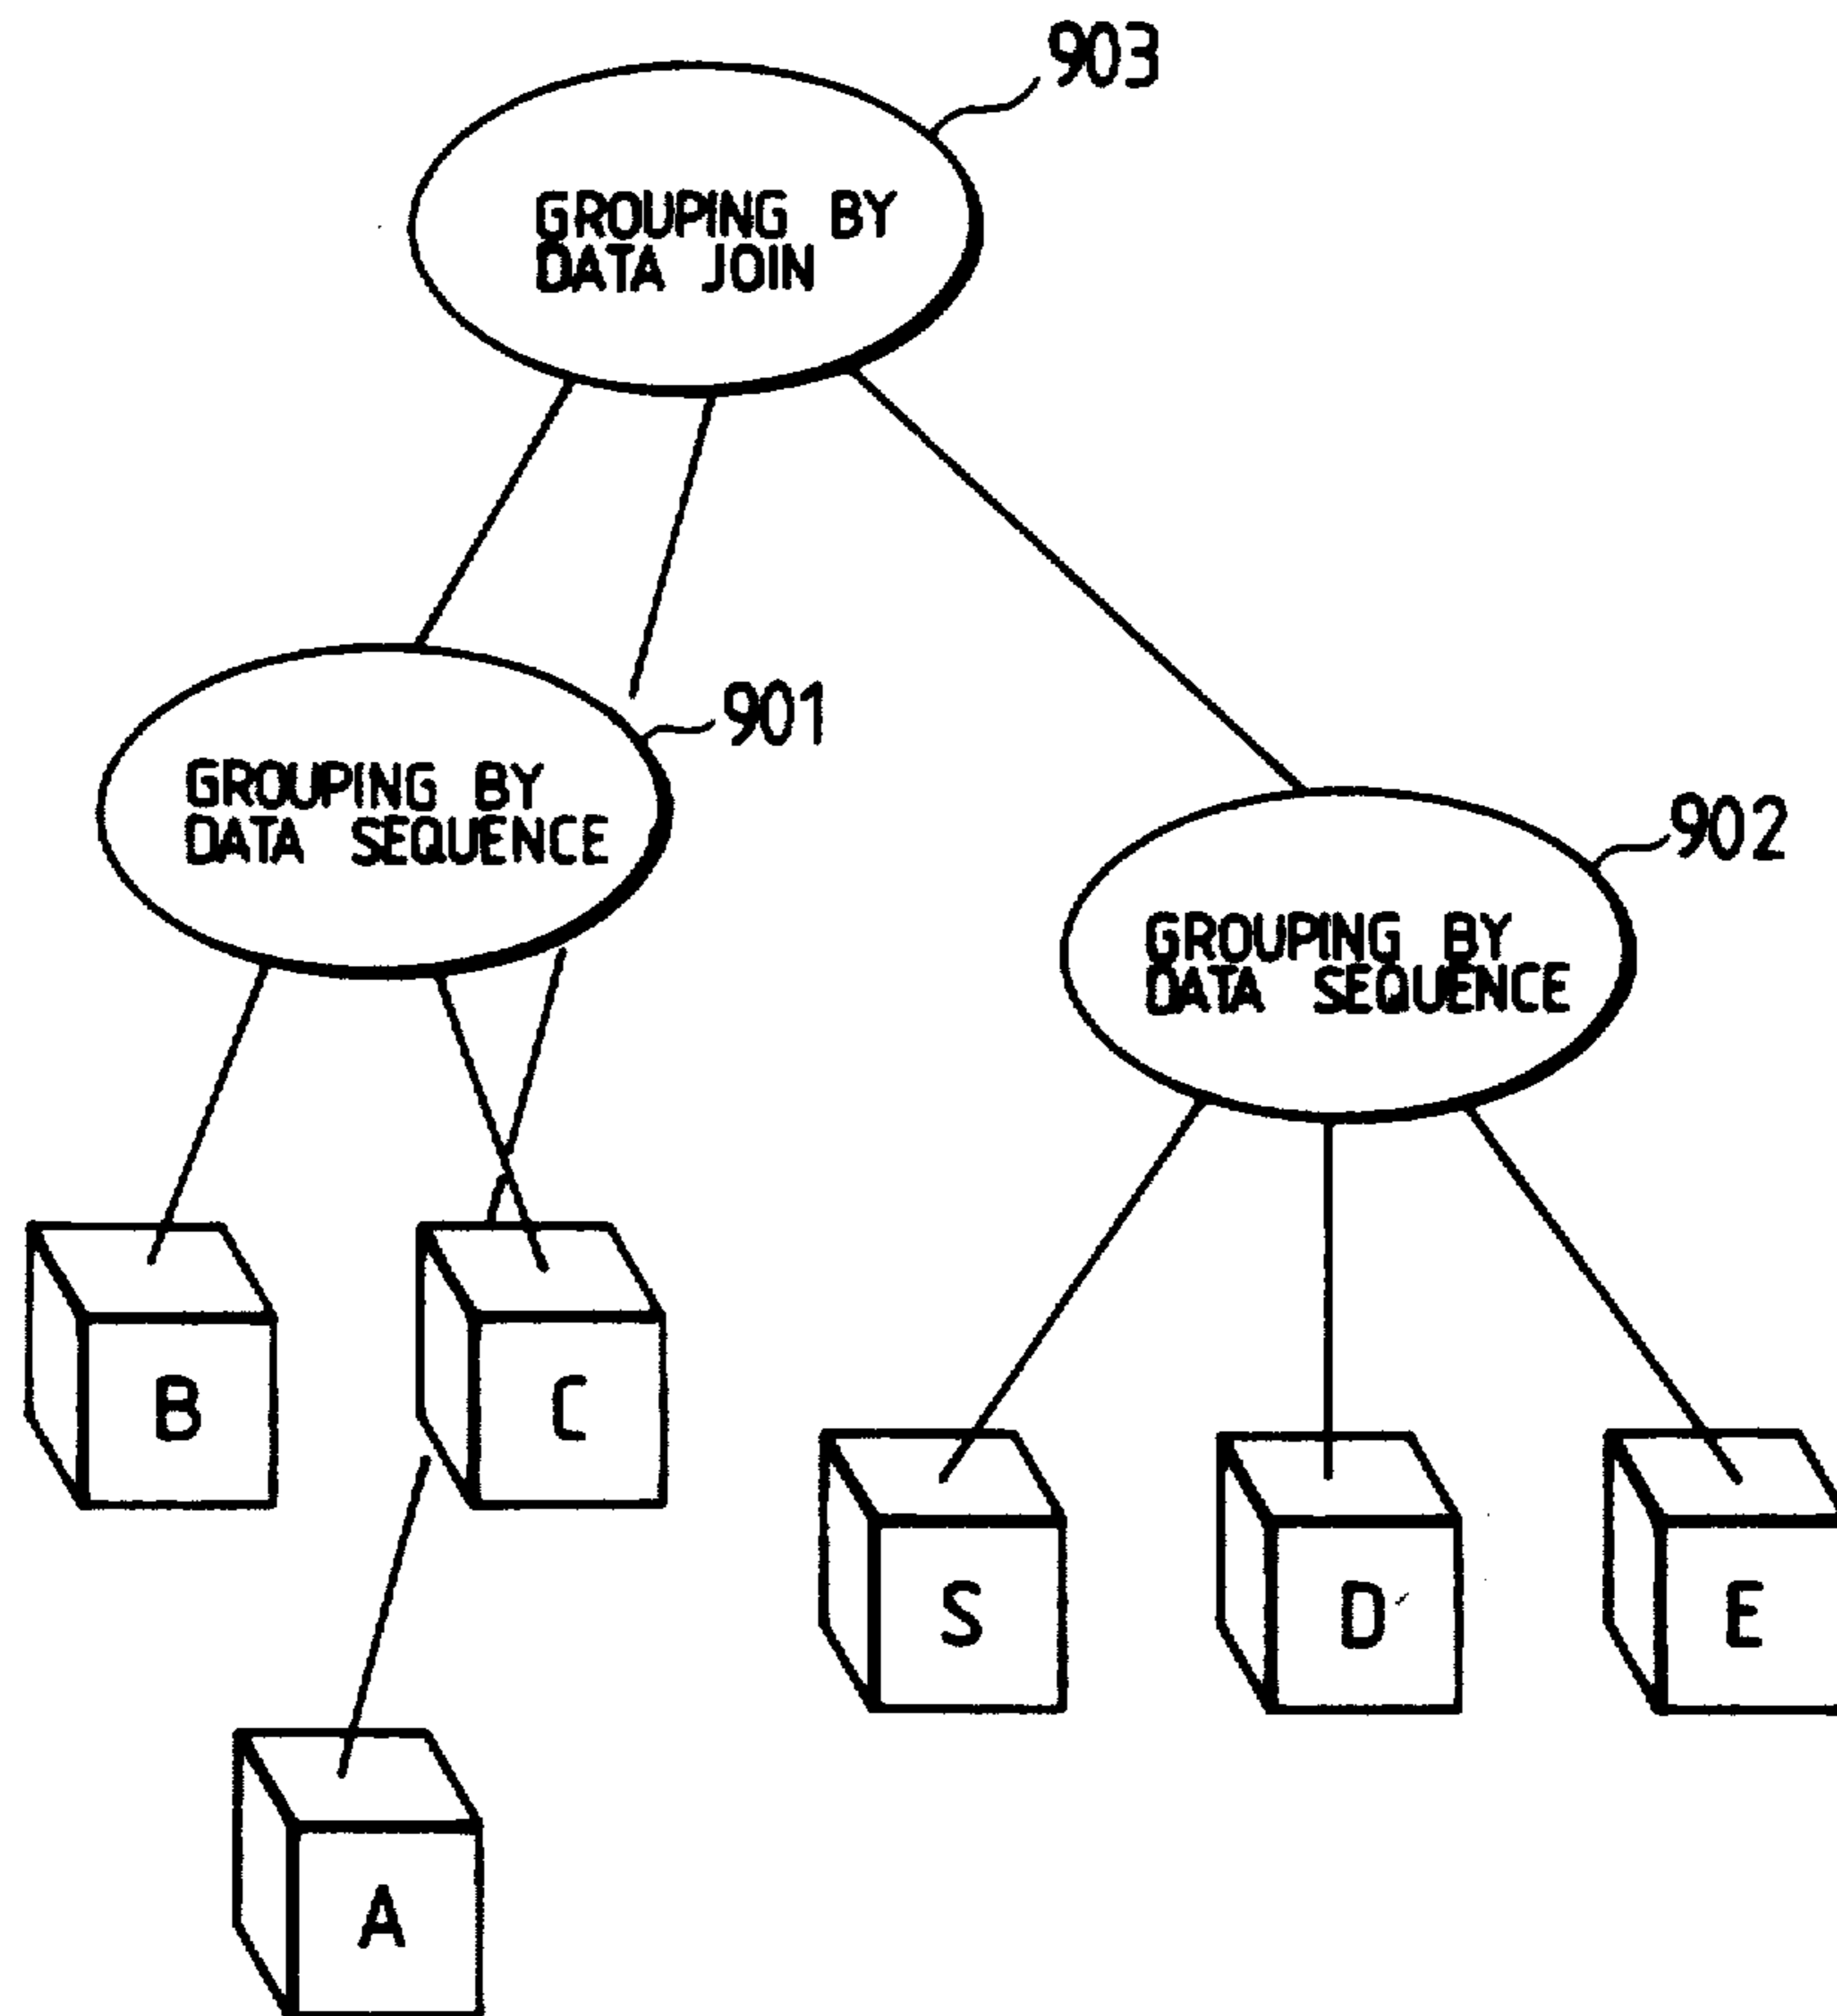 903
GROUPING BY
DATA JOIN
901
GROUPING BY
DATA SEQUENCE
902
GROUPING BY
DATA SEQUENCE
B
C
S
D
E
A